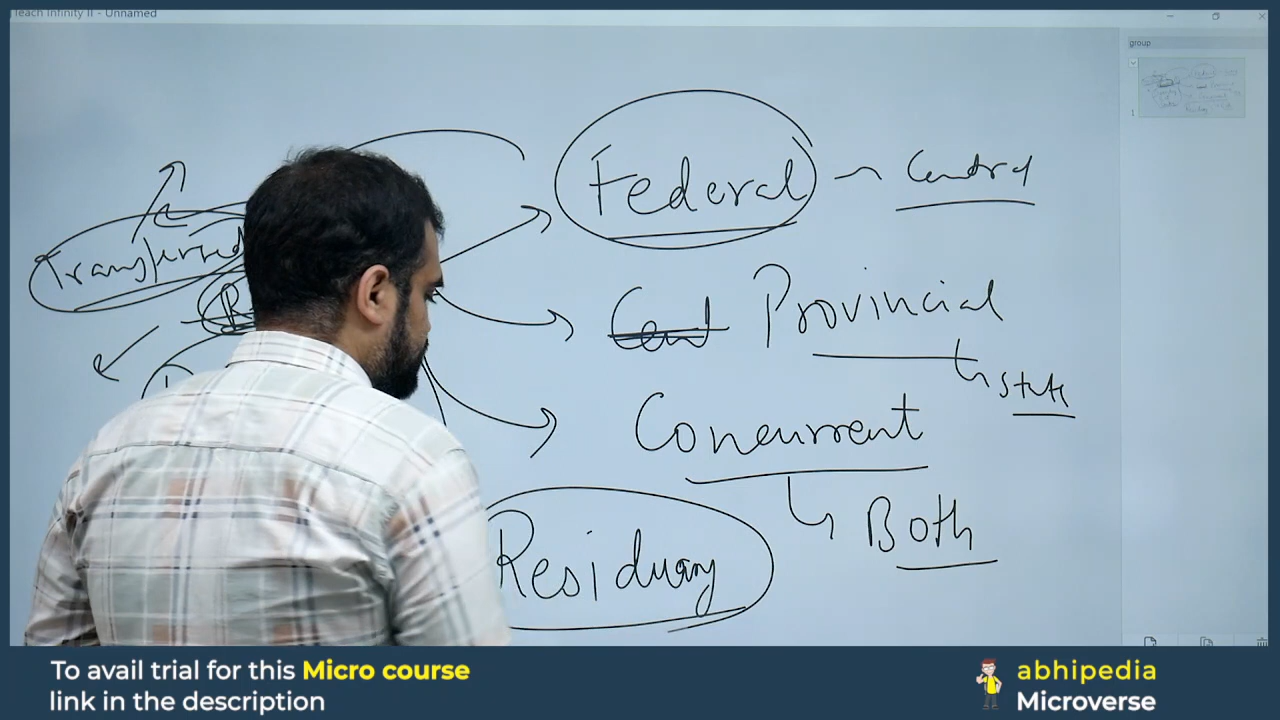 Teach Infinity II - Unnamed
group
Federal Central
Transferred
R
Cent Provincial
State
Concurrent
Both
Residuary
1
To avail trial for this Micro course
link in the description
abhipedia
Microverse